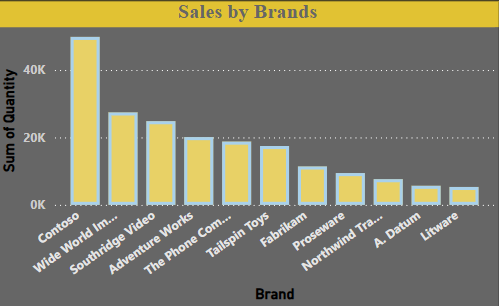 Sales by Brands
Sum of Quantity
40K
20K
0K
Contoso
Wide World Im...
Southridge Video
Adventure Works
The Phone Com...
Tailspin Toys
Fabrikam
Proseware
Northwind Tra...
A. Datum
Litware
Brand